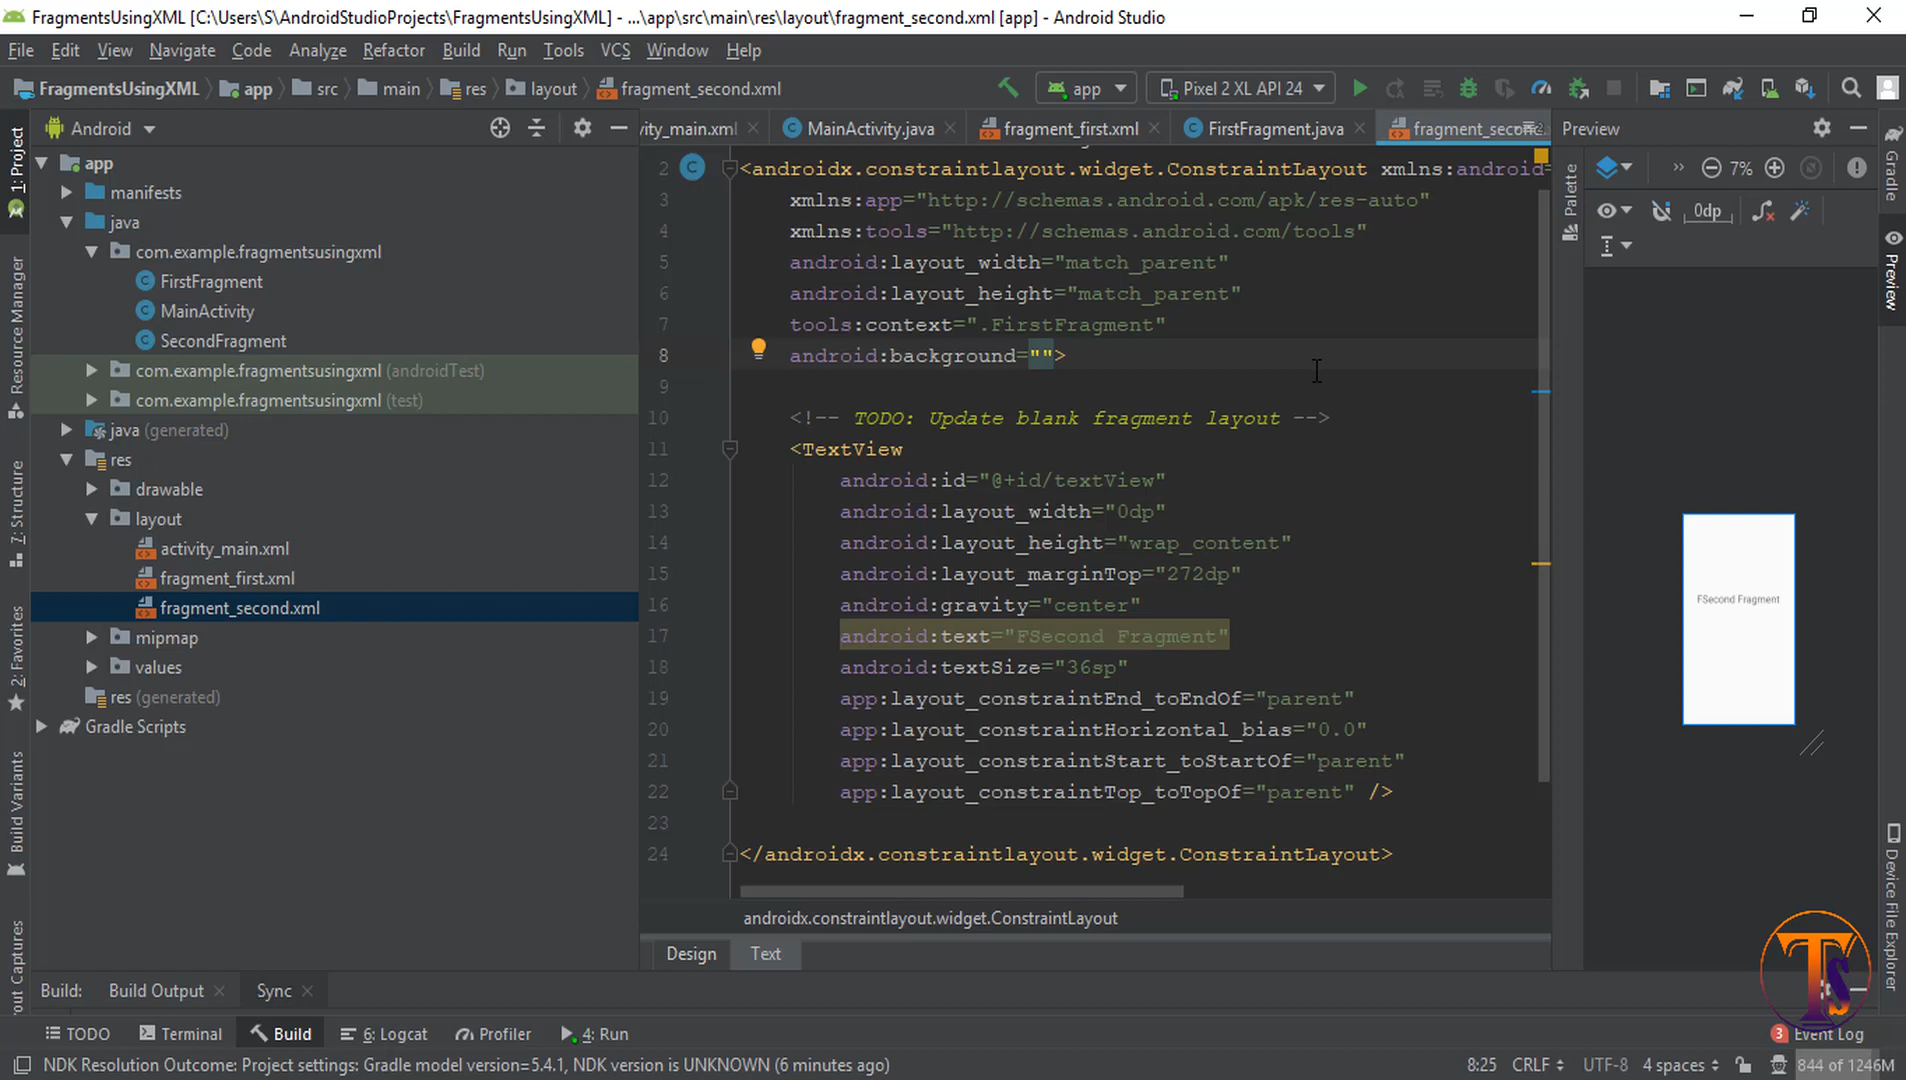 FragmentsUsingXML [C:\Users\S\AndroidStudioProjects\FragmentsUsingXML] - ...\app\src\main\res\layout\fragment_second.xml [app] - Android Studio
File Edit View Navigate Code Analyze Refactor Build Run Tools VCS Window Help
FragmentsUsingXML app src main res layout fragment_second.xml app Pixel 2 XL API 24
Android
vity_main.xml MainActivity.java fragment_first.xml FirstFragment.java fragment_secon Preview
1: Project
Resource Manager
7: Structure
2: Favorites
Build Variants
out Captures
app
manifests
java
com.example.fragmentsusingxml
FirstFragment
MainActivity
SecondFragment
com.example.fragmentsusingxml (androidTest)
com.example.fragmentsusingxml (test)
java (generated)
res
drawable
layout
activity_main.xml
fragment_first.xml
fragment_second.xml
mipmap
values
res (generated)
Gradle Scripts
2 <androidx.constraintlayout.widget.ConstraintLayout xmlns:android=
3 xmlns:app="http://schemas.android.com/apk/res-auto"
4 xmlns:tools="http://schemas.android.com/tools"
5 android:layout_width="match_parent"
6 android:layout_height="match_parent"
7 tools:context=".FirstFragment"
8 android:background="">
9
10 <!-- TODO: Update blank fragment layout -->
11 <TextView
12 android:id="@+id/textView"
13 android:layout_width="0dp"
14 android:layout_height="wrap_content"
15 android:layout_marginTop="272dp"
16 android:gravity="center"
17 android:text="FSecond Fragment"
18 android:textSize="36sp"
19 app:layout_constraintEnd_toEndOf="parent"
20 app:layout_constraintHorizontal_bias="0.0"
21 app:layout_constraintStart_toStartOf="parent"
22 app:layout_constraintTop_toTopOf="parent" />
23
24 </androidx.constraintlayout.widget.ConstraintLayout>
androidx.constraintlayout.widget.ConstraintLayout
Design Text
Palette
7%
0dp
FSecond Fragment
Gradle
Preview
Device File Explorer
TS
Build: Build Output Sync
TODO Terminal Build 6: Logcat Profiler 4: Run 3 Event Log
NDK Resolution Outcome: Project settings: Gradle model version=5.4.1, NDK version is UNKNOWN (6 minutes ago) 8:25 CRLF UTF-8 4 spaces 844 of 1246M